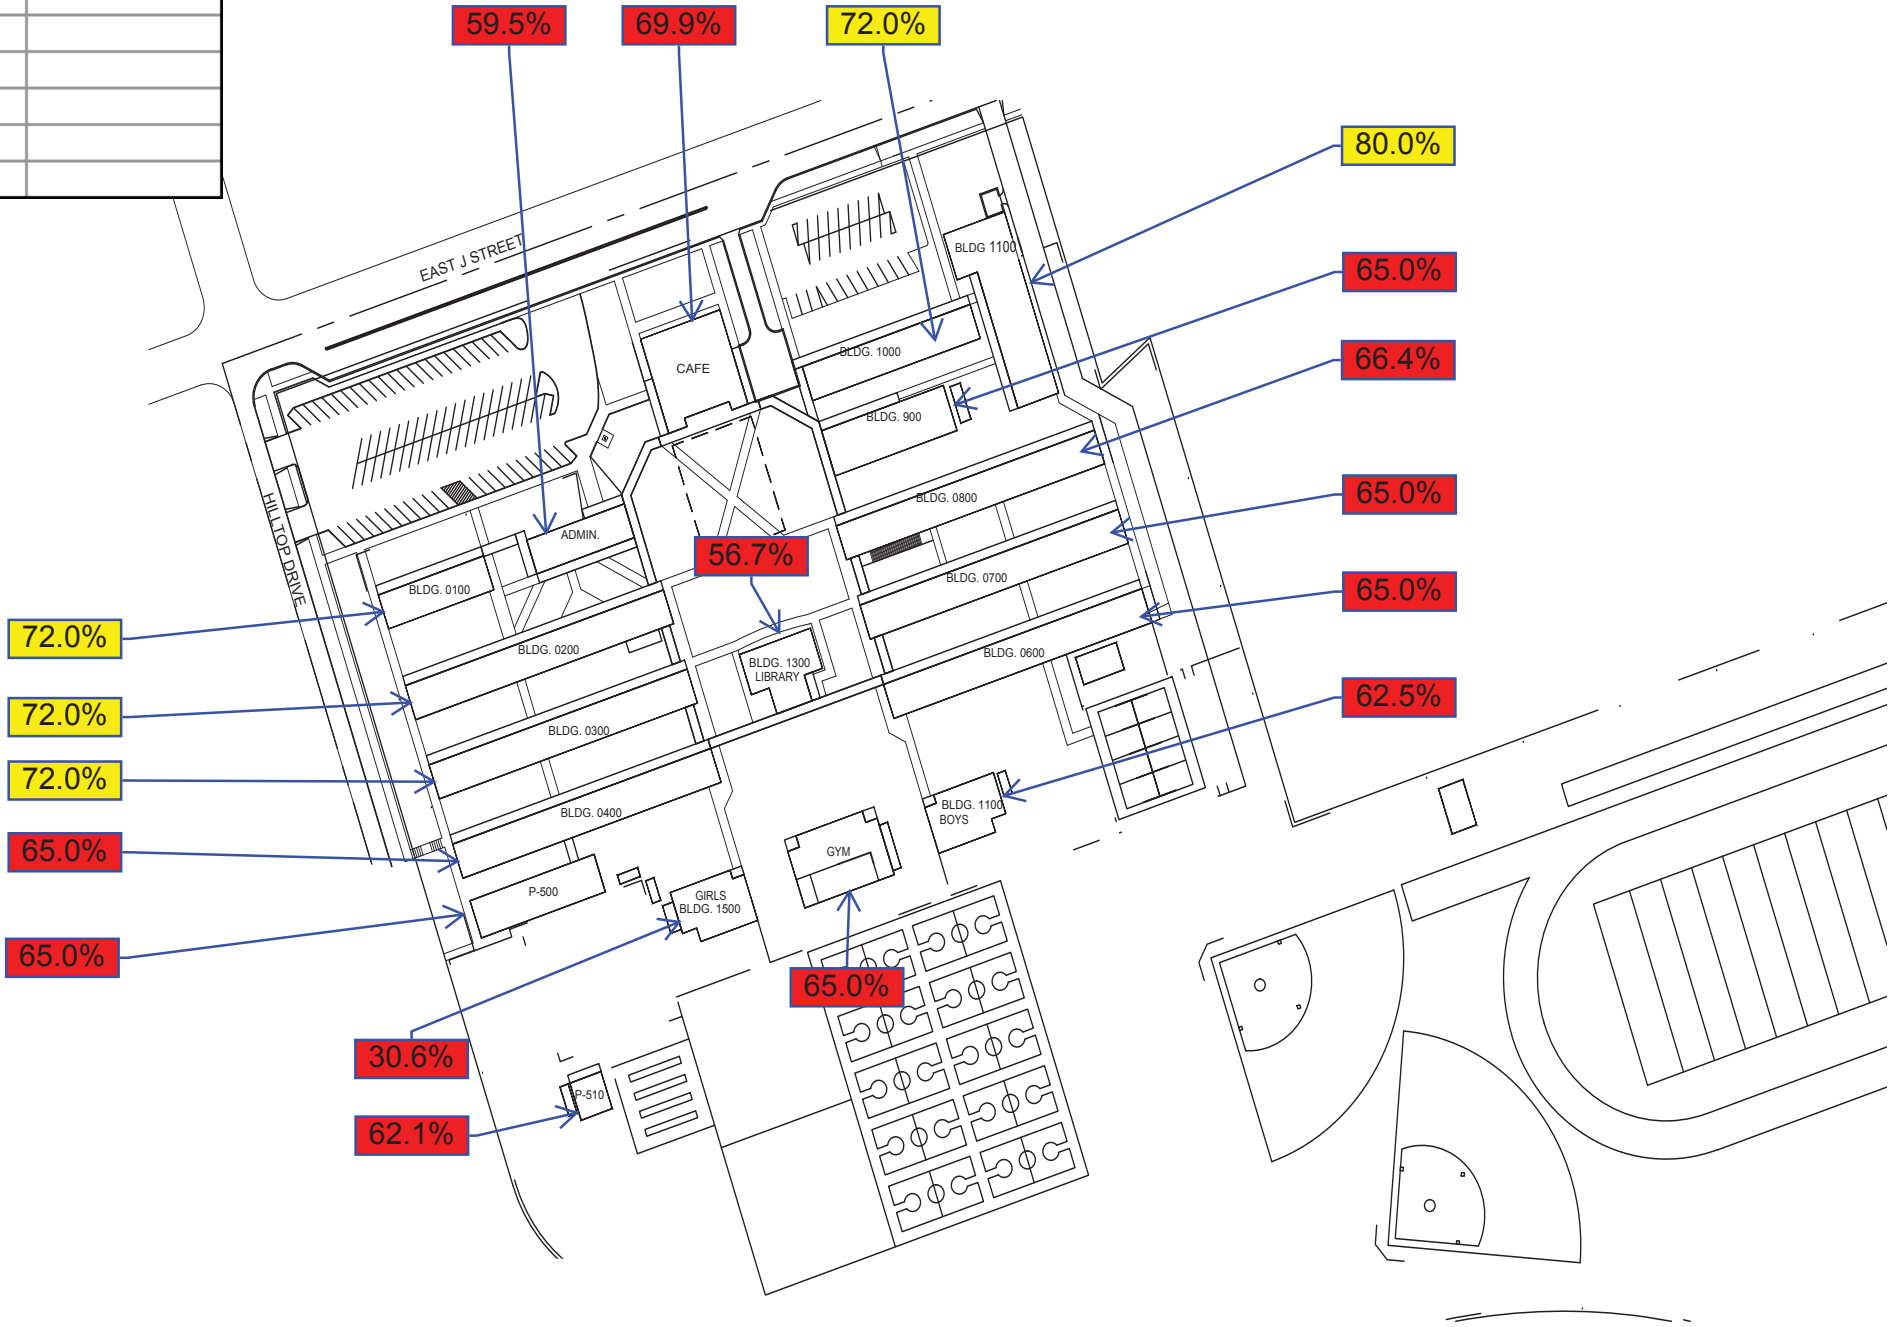 59.5%
69.9%
72.0%
80.0%
EAST J STREET
BLDG 1100
65.0%
BLDG. 1000
CAFE
66.4%
BLDG. 900
HILLTOP DRIVE
BLDG. 0800
65.0%
ADMIN.
56.7%
BLDG. 0700
BLDG. 0100
65.0%
72.0%
BLDG. 0200
BLDG. 0600
BLDG. 1300
LIBRARY
62.5%
72.0%
BLDG. 0300
72.0%
BLDG. 1100
BOYS
BLDG. 0400
65.0%
GYM
P-500
GIRLS
BLDG. 1500
65.0%
65.0%
30.6%
P-510
62.1%